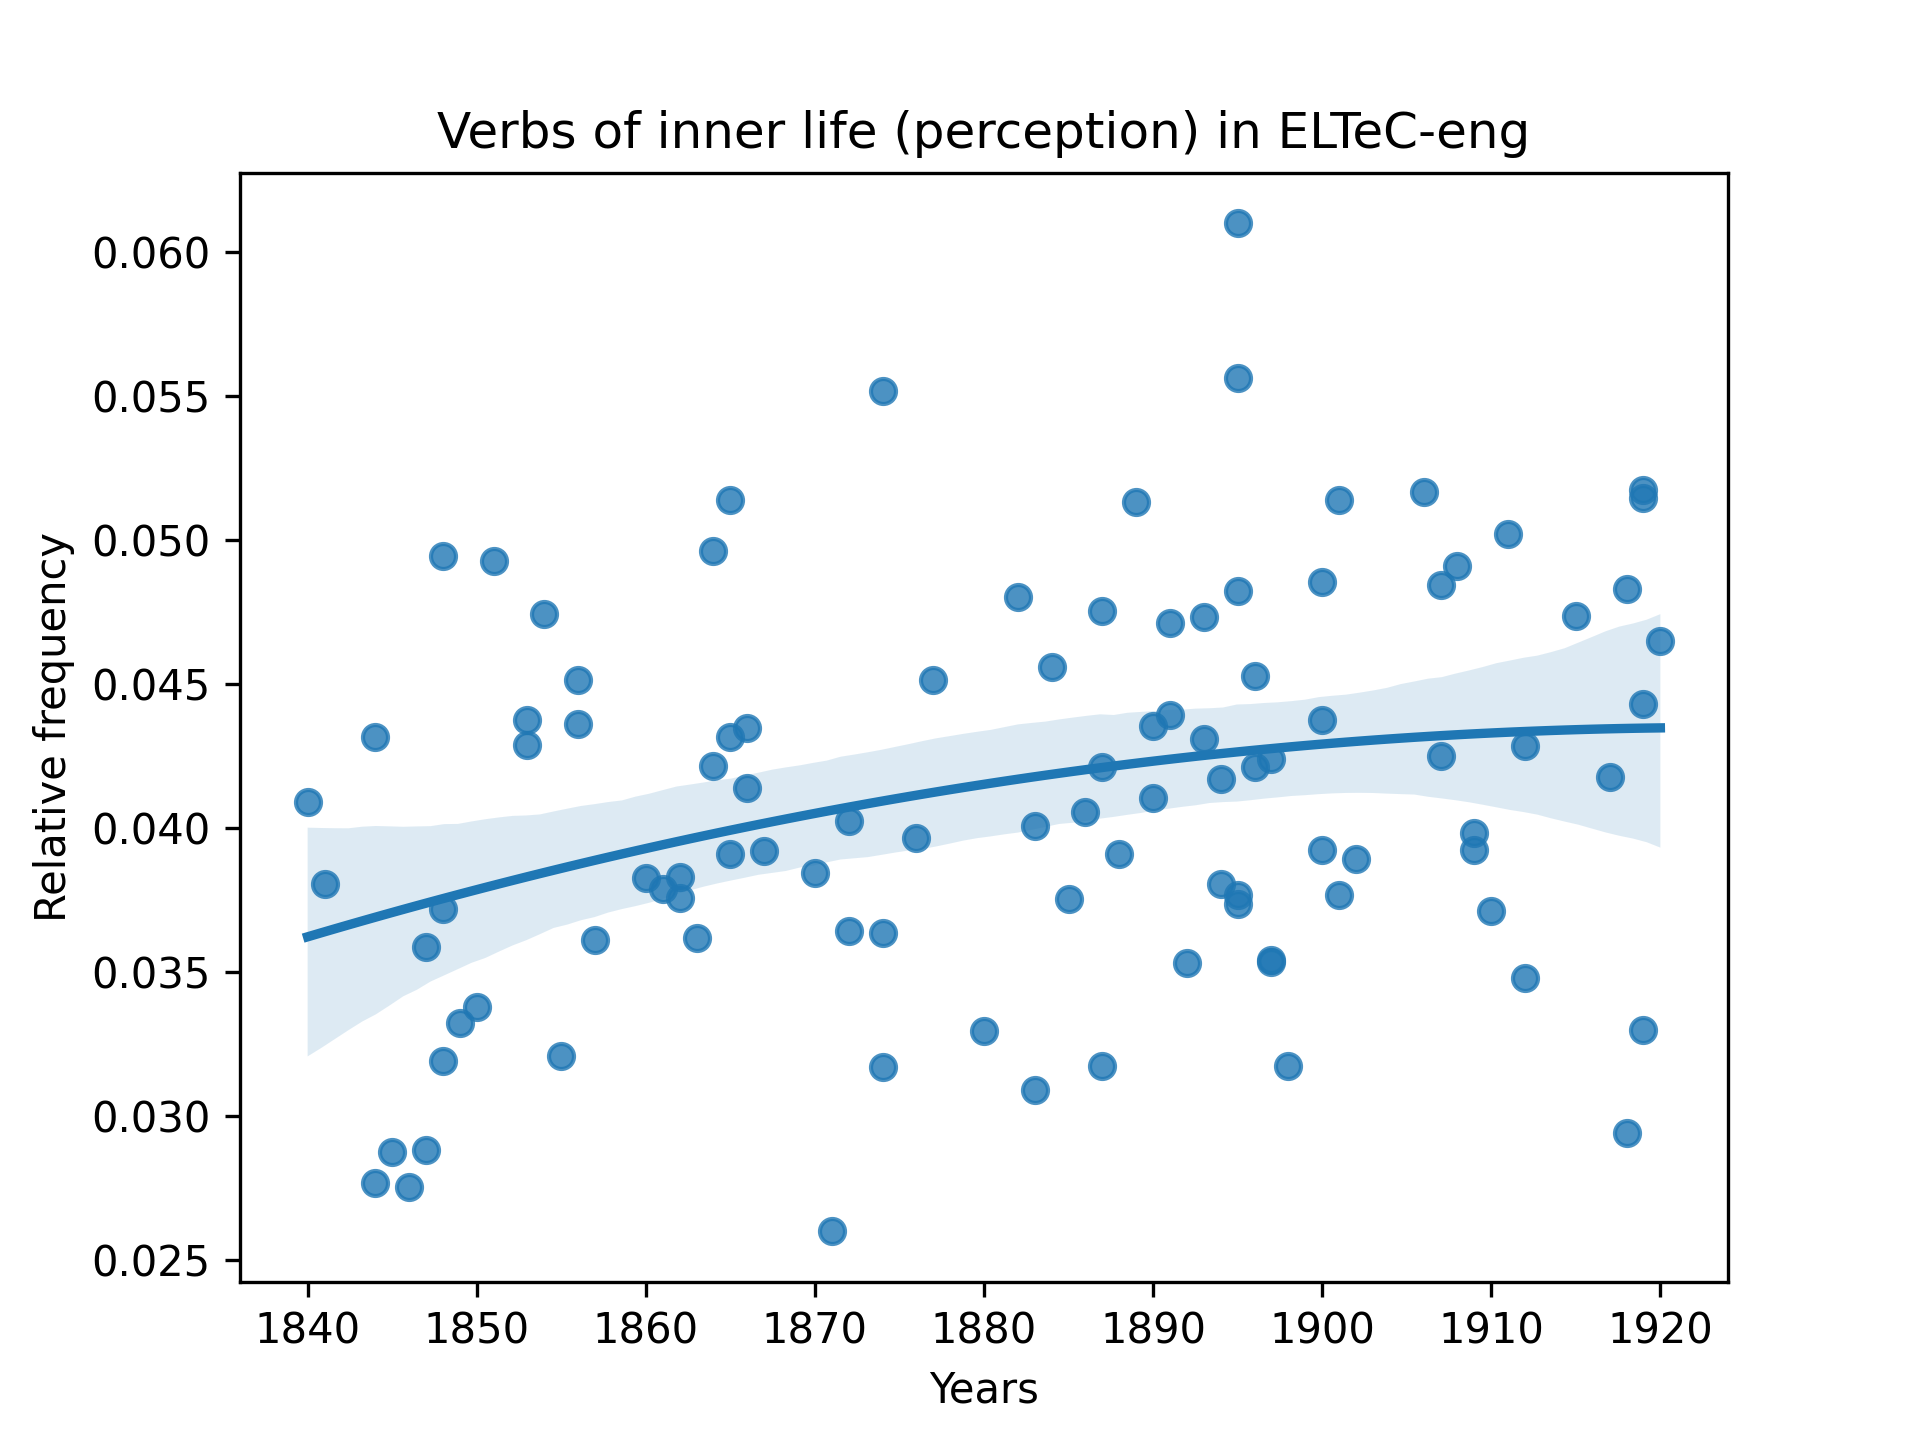 Verbs of inner life (perception) in ELTeC-eng
Relative frequency
0.060
0.055
0.050
0.045
0.040
0.035
0.030
0.025
1840 1850 1860 1870 1880 1890 1900 1910 1920
Years